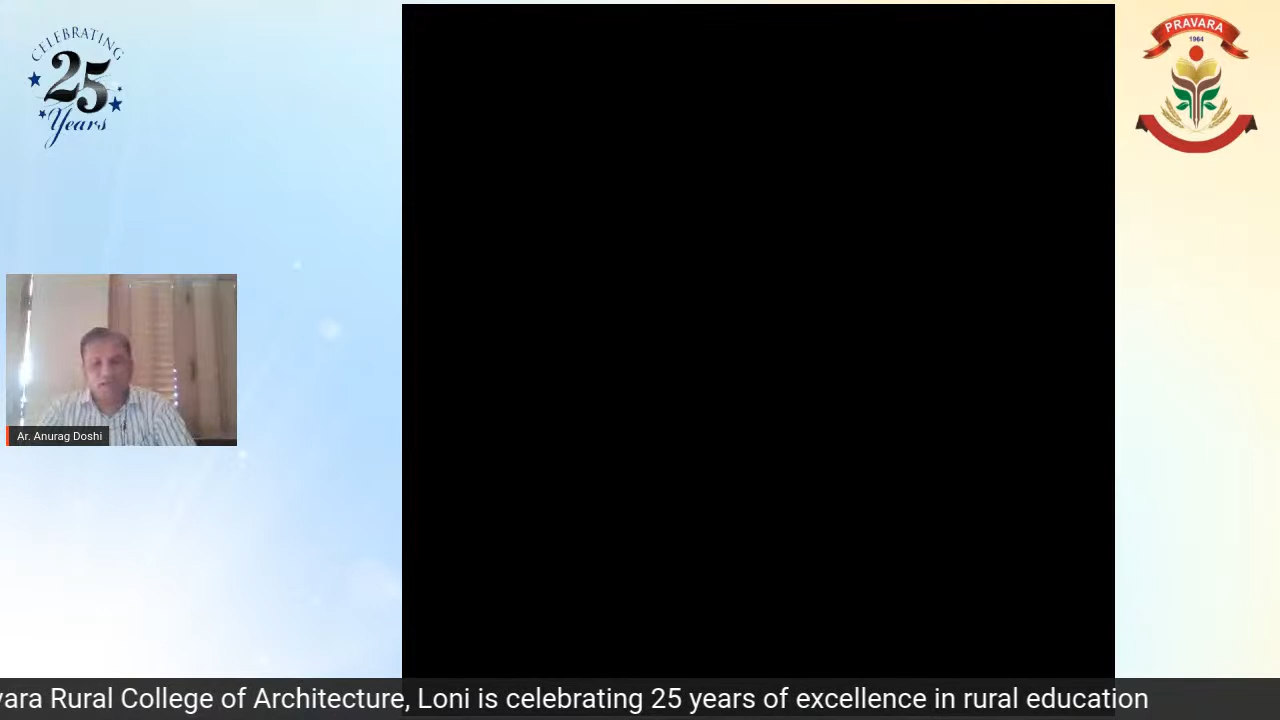 CELEBRATING
25
Years
PRAVARA
1964
Ar. Anurag Doshi
vara Rural College of Architecture, Loni is celebrating 25 years of excellence in rural education